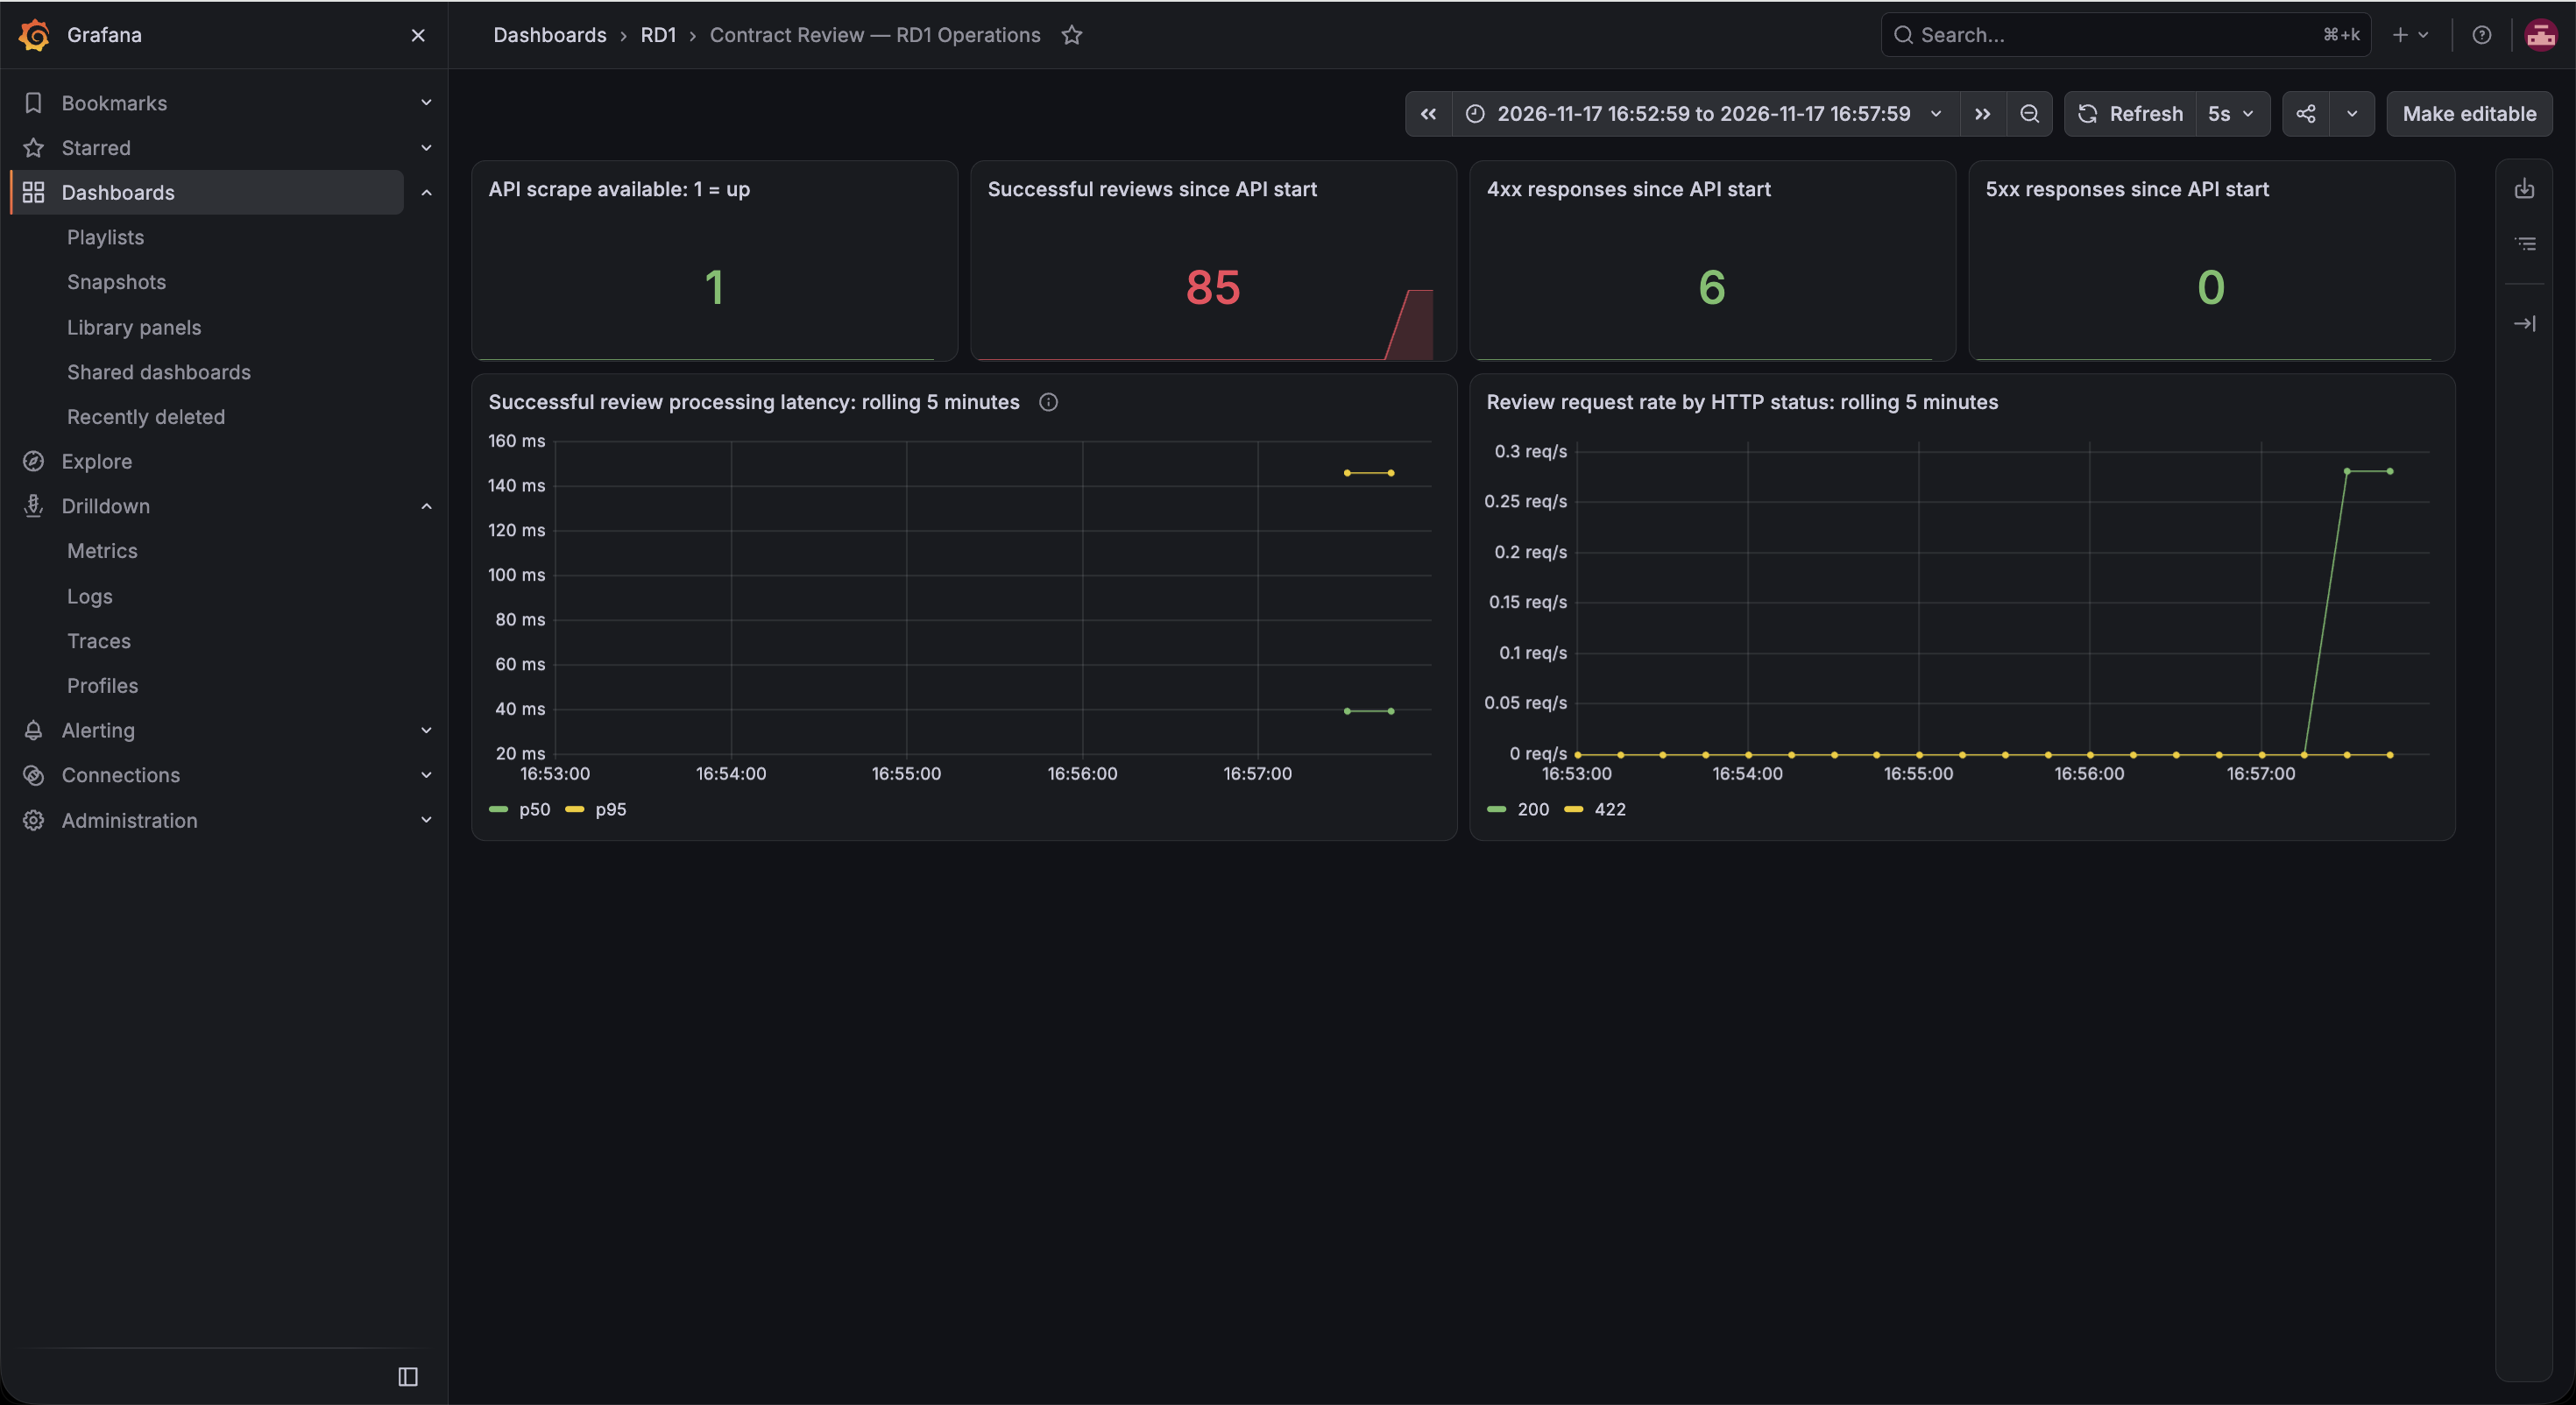 Grafana
Dashboards › RD1 › Contract Review — RD1 Operations
Search...
⌘+k
Bookmarks
Starred
Dashboards
Playlists
Snapshots
Library panels
Shared dashboards
Recently deleted
Explore
Drilldown
Metrics
Logs
Traces
Profiles
Alerting
Connections
Administration
2026-11-17 16:52:59 to 2026-11-17 16:57:59
Refresh
5s
Make editable
API scrape available: 1 = up
1
Successful reviews since API start
85
4xx responses since API start
6
5xx responses since API start
0
Successful review processing latency: rolling 5 minutes
160 ms
140 ms
120 ms
100 ms
80 ms
60 ms
40 ms
20 ms
16:53:00 16:54:00 16:55:00 16:56:00 16:57:00
p50 p95
Review request rate by HTTP status: rolling 5 minutes
0.3 req/s
0.25 req/s
0.2 req/s
0.15 req/s
0.1 req/s
0.05 req/s
0 req/s
16:53:00 16:54:00 16:55:00 16:56:00 16:57:00
200 422